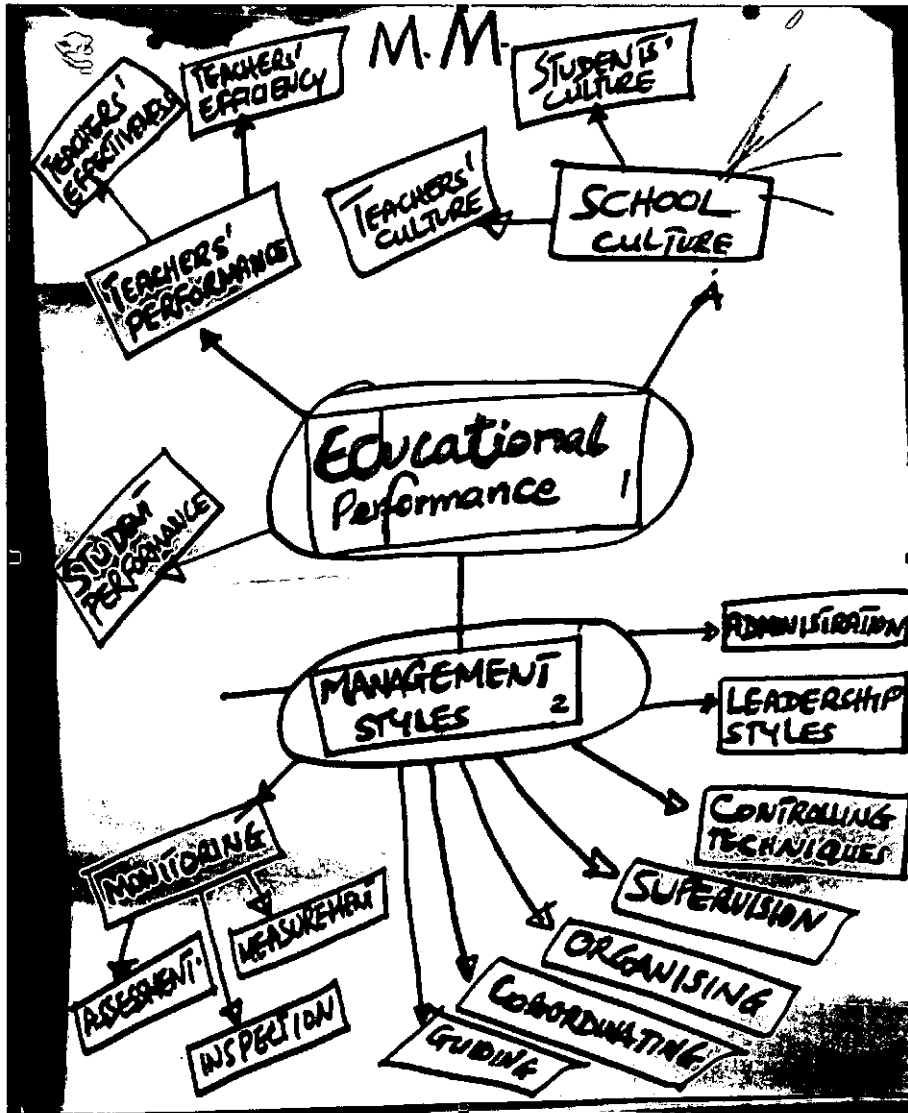 M.M.
TEACHERS'
EFFECTIVENESS
TEACHERS'
EFFICIENCY
STUDENTS'
CULTURE
TEACHERS'
CULTURE
SCHOOL
CULTURE
TEACHERS'
PERFORMANCE
Educational
Performance 1
STUDENT
PERFORMANCE
MANAGEMENT
STYLES 2
ADMINISTRATION
LEADERSHIP
STYLES
CONTROLLING
TECHNIQUES
SUPERVISION
ORGANISING
COOORDINATING
GUIDING
MONITORING
MEASUREMENT
ASSESSMENT
INSPECTION